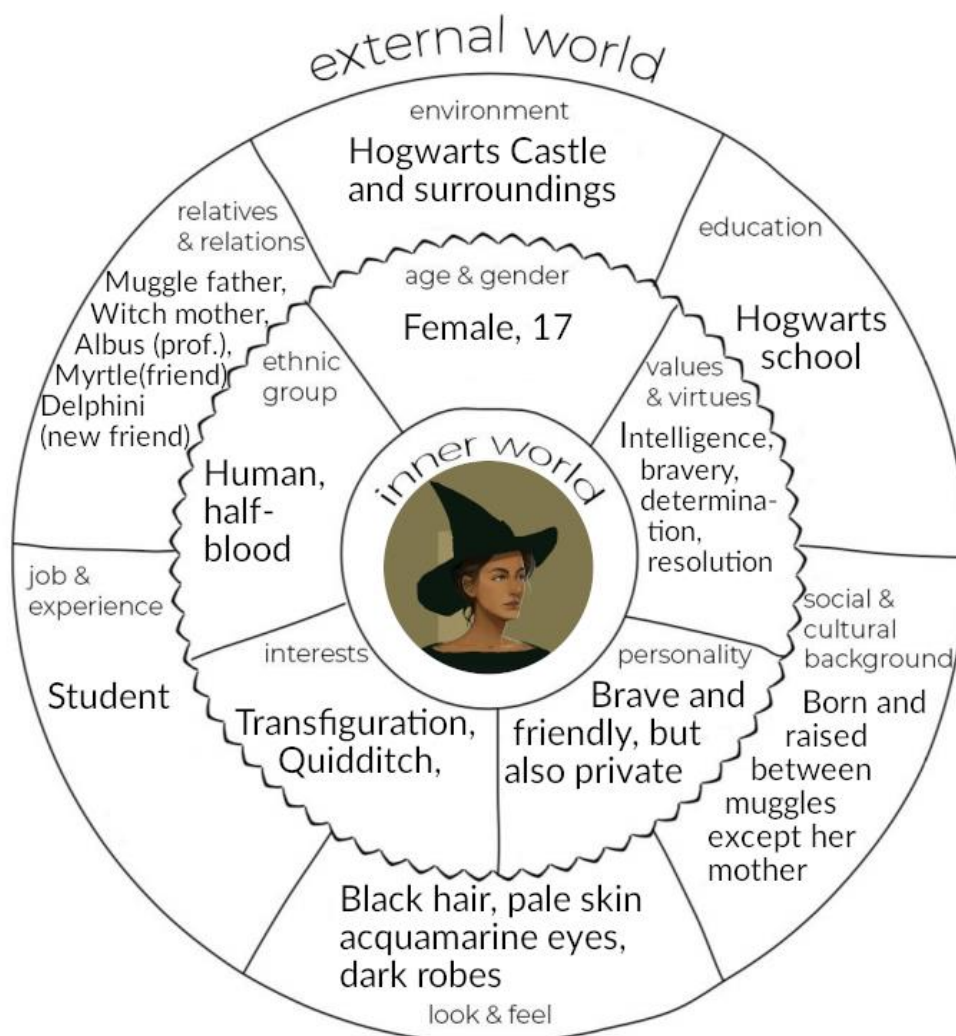 external world
environment
Hogwarts Castle
and surroundings
relatives
& relations
Muggle father,
Witch mother,
Albus (prof.),
Myrtle(friend)
Delphini
(new friend)
education
Hogwarts
school
age & gender
Female, 17
ethnic
group
Human,
half-
blood
values
& virtues
Intelligence,
bravery,
determina-
tion,
resolution
inner world
job &
experience
Student
interests
Transfiguration,
Quidditch,
personality
Brave and
friendly, but
also private
social &
cultural
background
Born and
raised
between
muggles
except her
mother
Black hair, pale skin
acquamarine eyes,
dark robes
look & feel